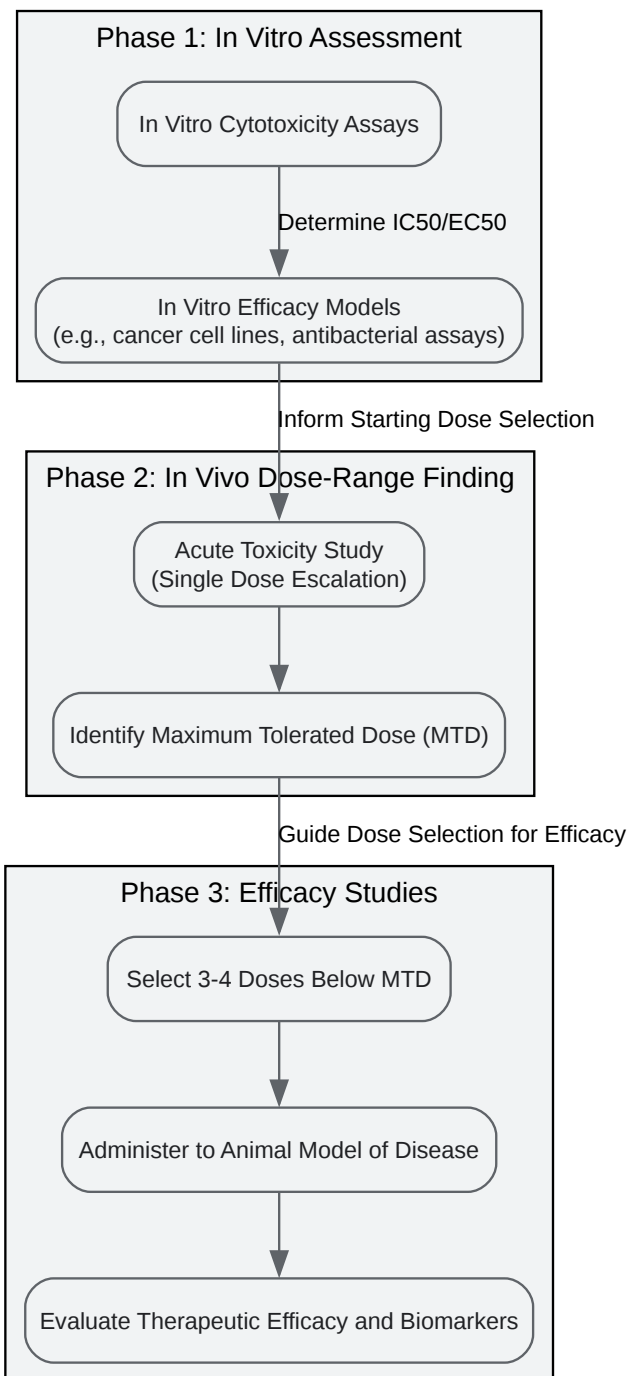 Phase 1: In Vitro Assessment
In Vitro Cytotoxicity Assays
Determine IC50/EC50
In Vitro Efficacy Models
(e.g., cancer cell lines, antibacterial assays)
Inform Starting Dose Selection
Phase 2: In Vivo Dose-Range Finding
Acute Toxicity Study
(Single Dose Escalation)
Identify Maximum Tolerated Dose (MTD)
Guide Dose Selection for Efficacy
Phase 3: Efficacy Studies
Select 3-4 Doses Below MTD
Administer to Animal Model of Disease
Evaluate Therapeutic Efficacy and Biomarkers